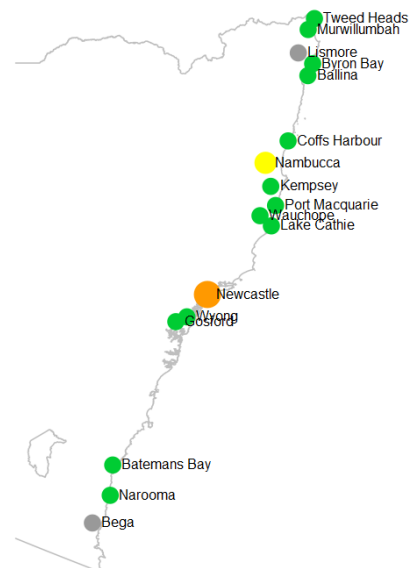 Tweed Heads
Murwillumbah
Lismore
Byron Bay
Ballina
Coffs Harbour
Nambucca
Kempsey
Port Macquarie
Wauchope
Lake Cathie
Newcastle
Wyong
Gosford
Batemans Bay
Narooma
Bega